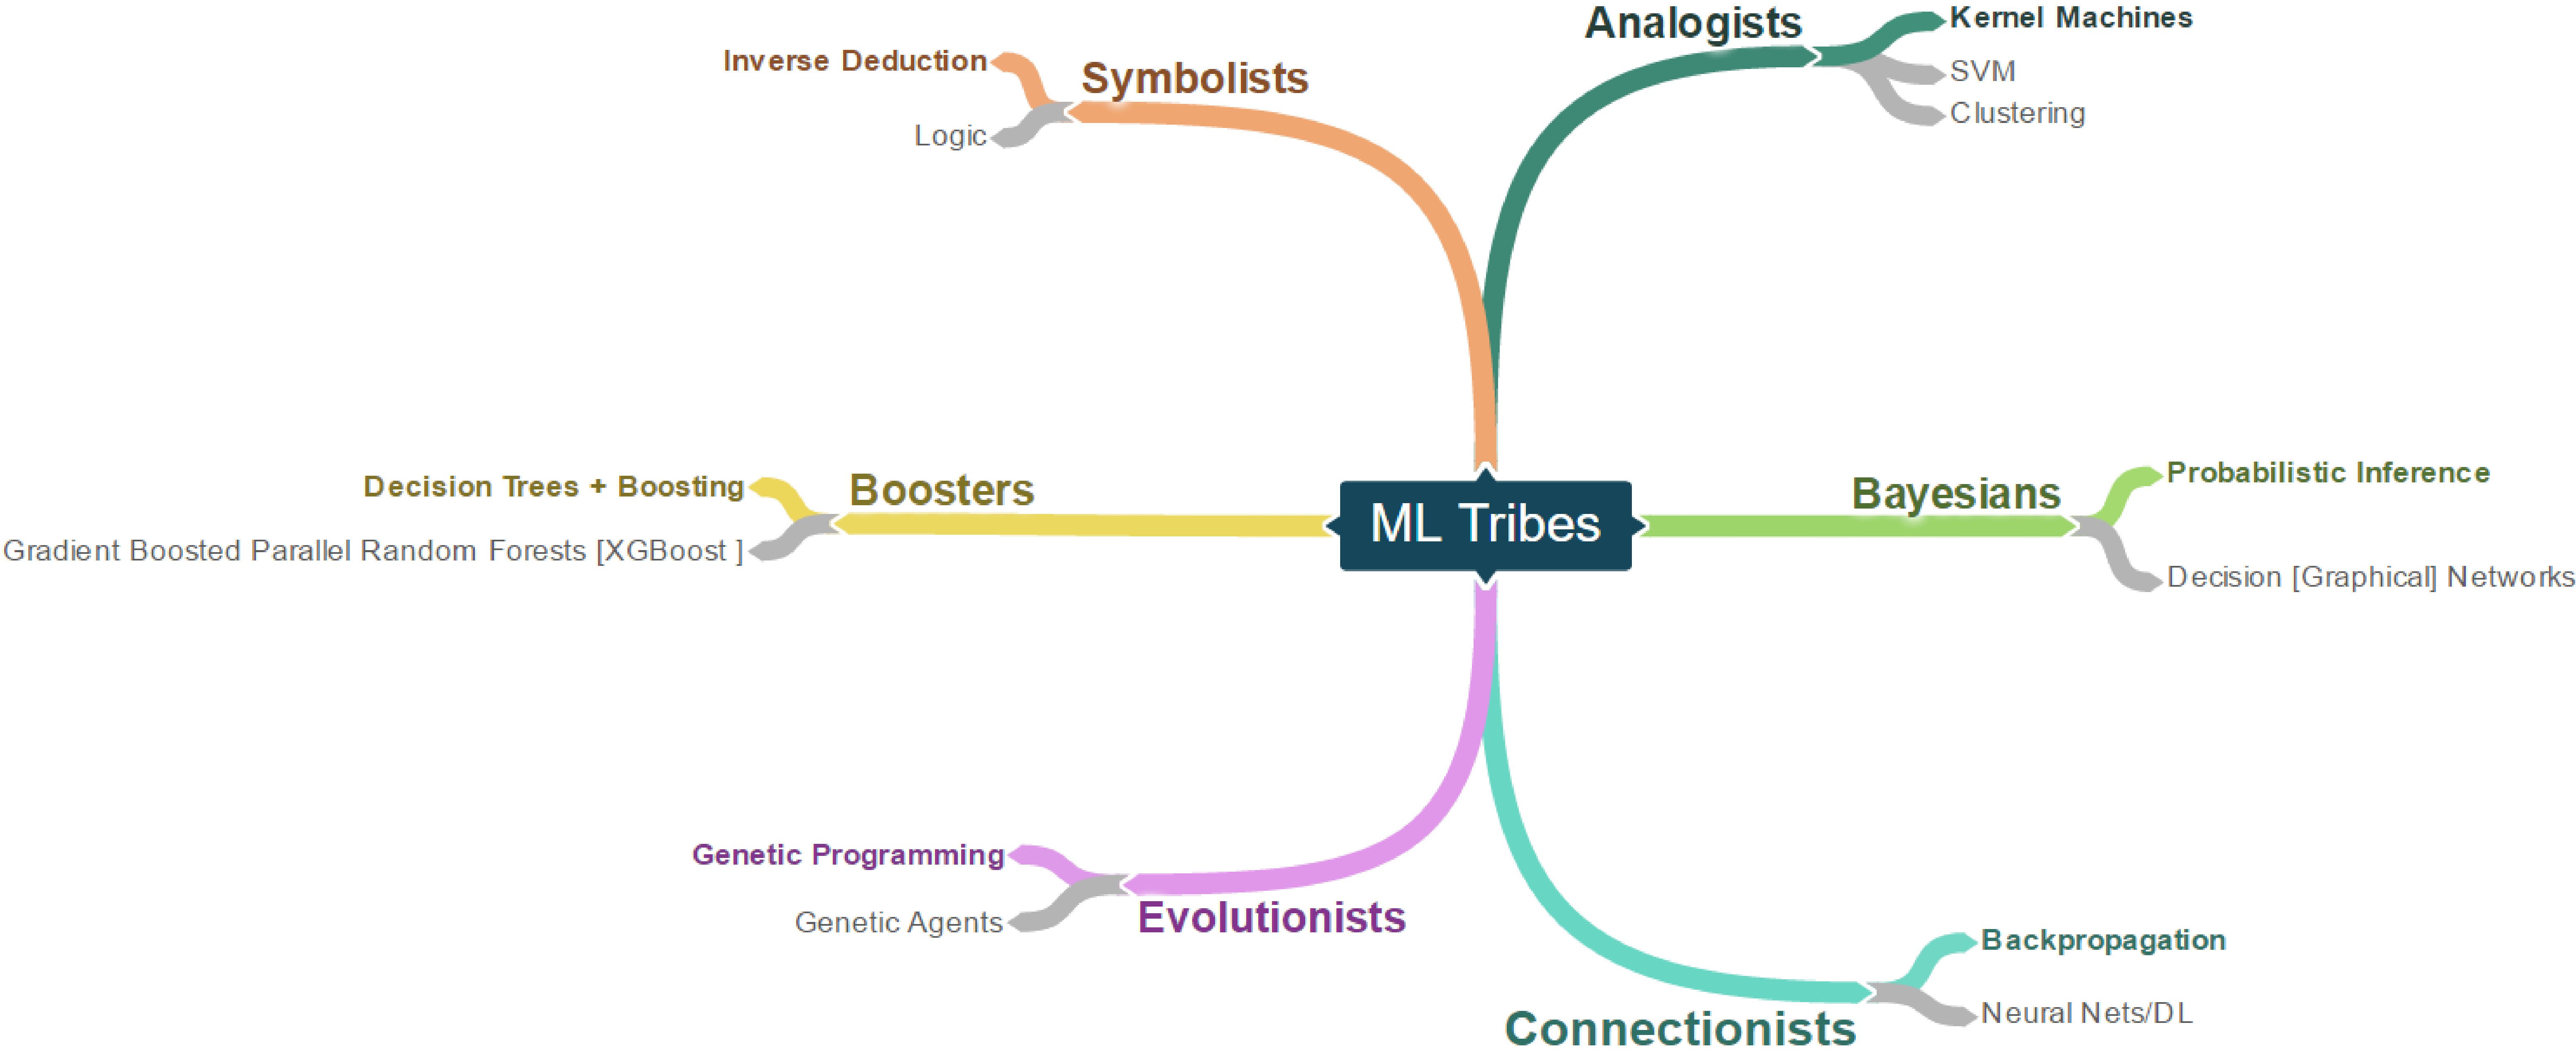 Analogists
Kernel Machines
SVM
Clustering
Inverse Deduction
Symbolists
Logic
Decision Trees + Boosting
Boosters
Gradient Boosted Parallel Random Forests [XGBoost ]
ML Tribes
Bayesians
Probabilistic Inference
Decision [Graphical] Networks
Genetic Programming
Genetic Agents
Evolutionists
Backpropagation
Neural Nets/DL
Connectionists